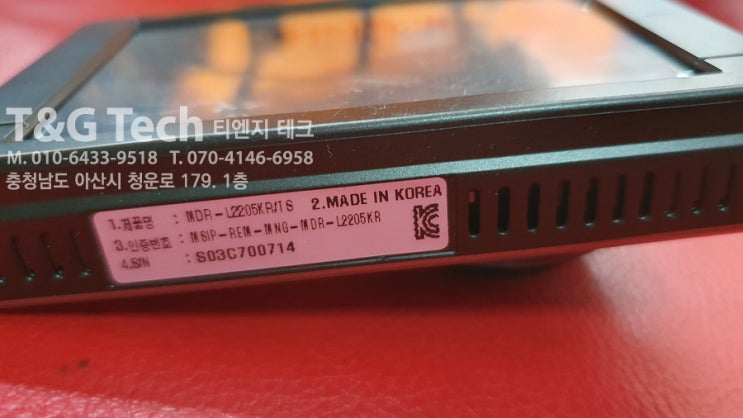 T&G Tech 티엔지 테크
M. 010-6433-9518 T. 070-4146-6958
충청남도 아산시 청운로 179. 1층
1.제품명 : MDR-L2205KR/TS 2.MADE IN KOREA
3.인증번호 : MSIP-REM-MNG-MDR-L2205KR
4.S/N : S03C700714